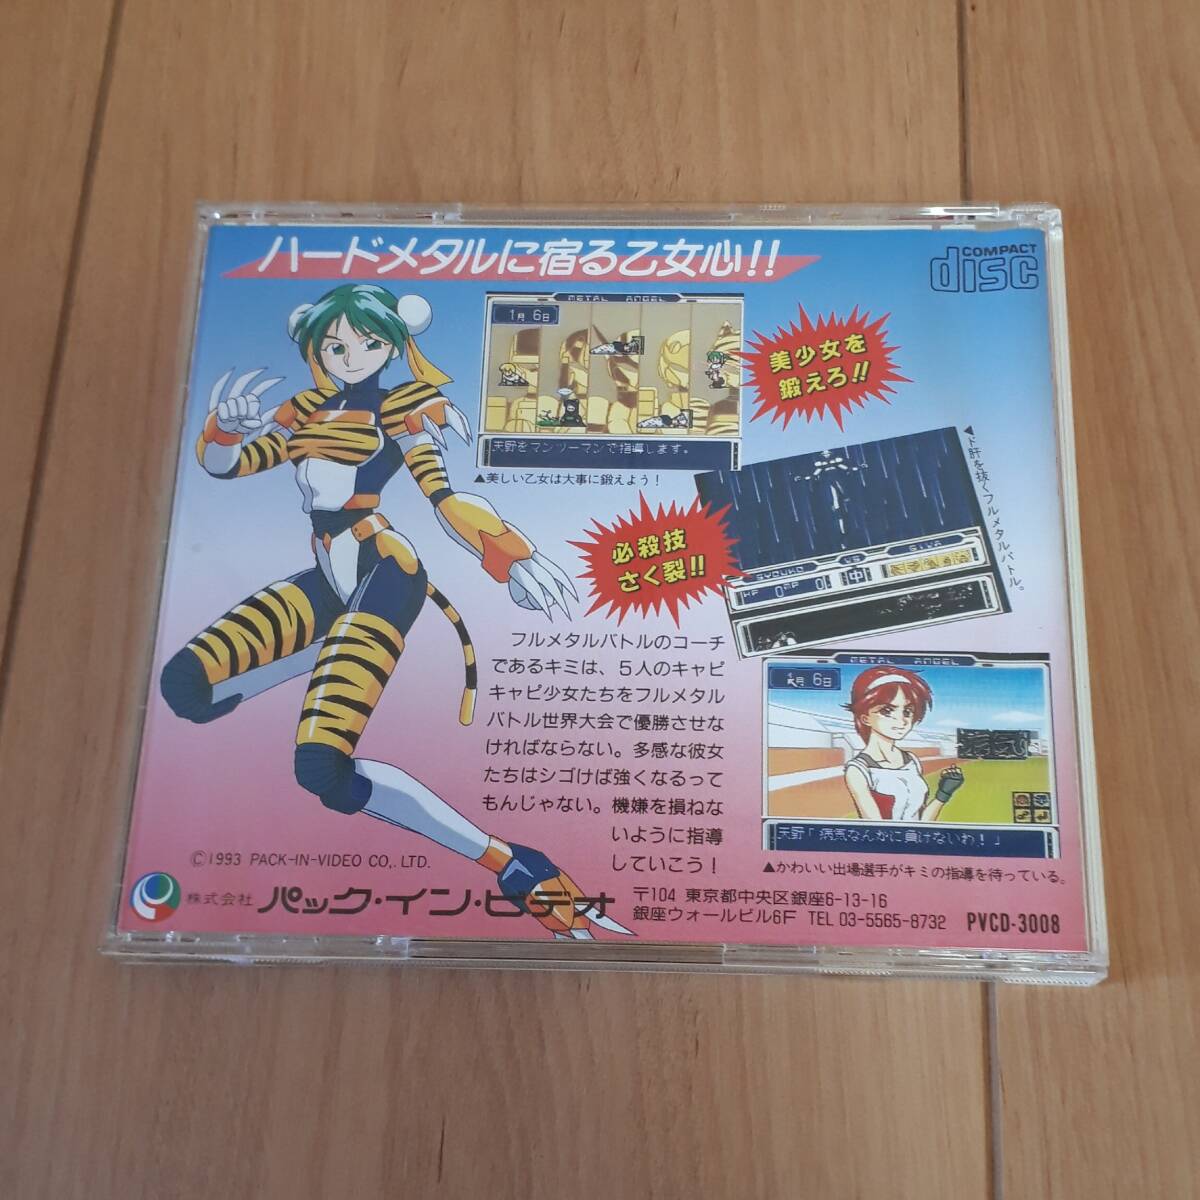 ハードメタルに宿る乙女心!!
COMPACT
disc
METAL ANGEL
1月 6日
天野をマンツーマンで指導します。
▲美しい乙女は大事に鍛えよう！
美少女を
鍛えろ!!
◀ド肝を抜くフルメタルバトル。
必殺技
さく裂!!
フルメタルバトルのコーチ
であるキミは、5人のキャピ
キャピ少女たちをフルメタル
バトル世界大会で優勝させな
ければならない。多感な彼女
たちはシゴけば強くなるって
もんじゃない。機嫌を損ねな
いように指導
していこう！
METAL ANGEL
月 6日
天野「病気なんかに負けないわ！」
▲かわいい出場選手がキミの指導を待っている。
©1993 PACK-IN-VIDEO CO,. LTD.
株式会社 パック・イン・ビデオ
〒104 東京都中央区銀座6-13-16
銀座ウォールビル6F TEL 03-5565-8732
PVCD-3008